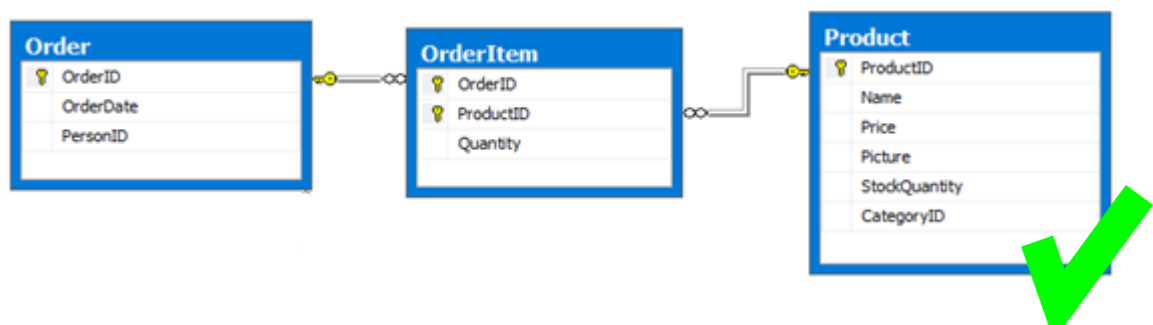 Order
OrderID
OrderDate
PersonID
OrderItem
OrderID
ProductID
Quantity
Product
ProductID
Name
Price
Picture
StockQuantity
CategoryID